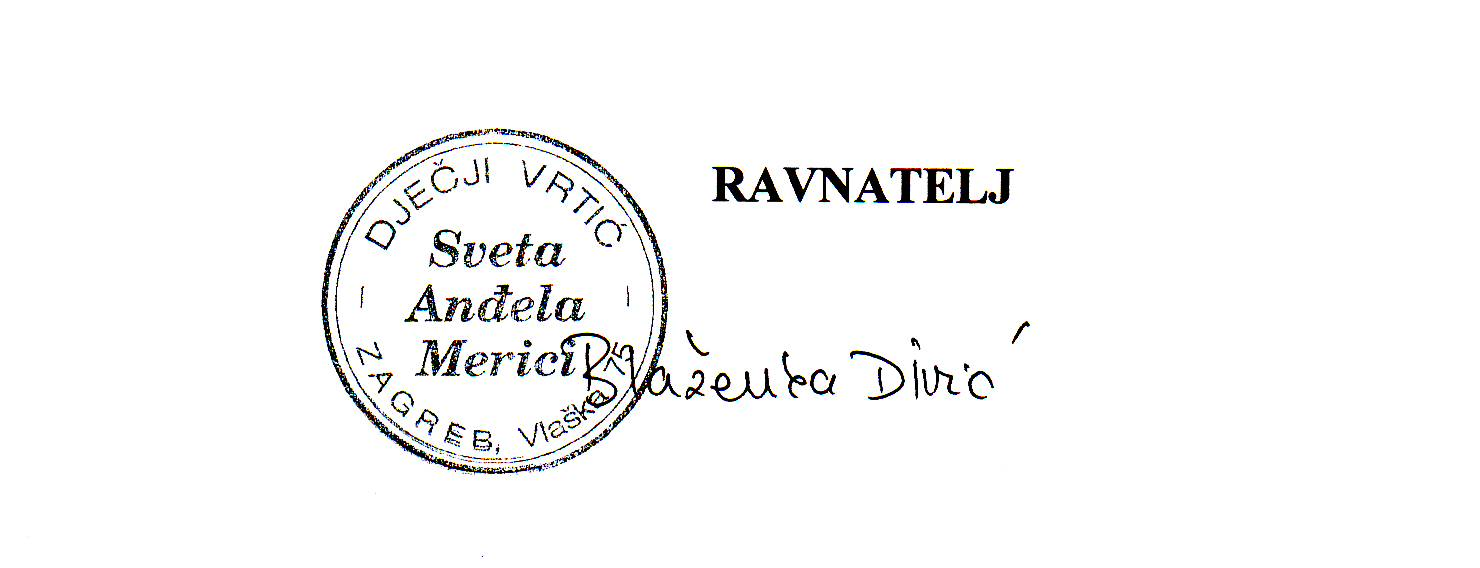 DJEČJI VRTIĆ
Sveta
Anđela
Merici
ZAGREB, Vlaška
RAVNATELJ
Blaženka Divić